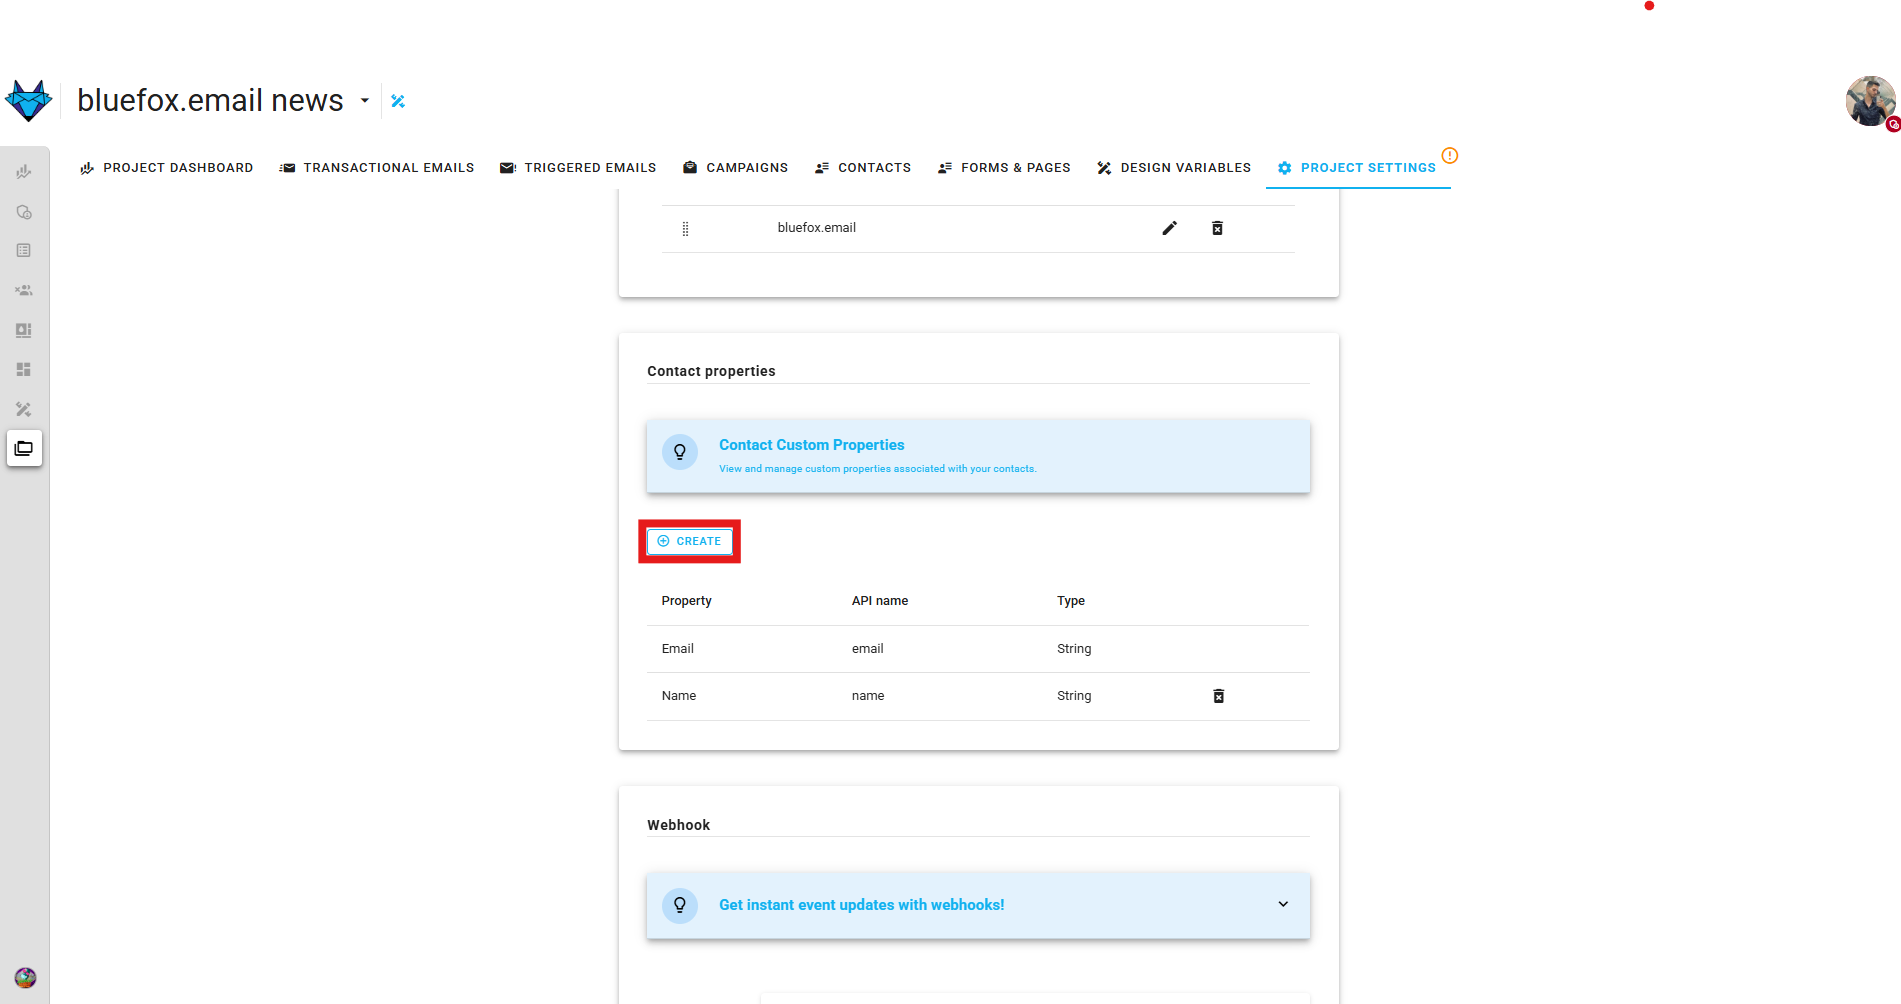 bluefox.email news
PROJECT DASHBOARD TRANSACTIONAL EMAILS TRIGGERED EMAILS CAMPAIGNS CONTACTS FORMS & PAGES DESIGN VARIABLES PROJECT SETTINGS
bluefox.email
Contact properties
Contact Custom Properties
View and manage custom properties associated with your contacts.
CREATE
Property API name Type
Email email String
Name name String
Webhook
Get instant event updates with webhooks!